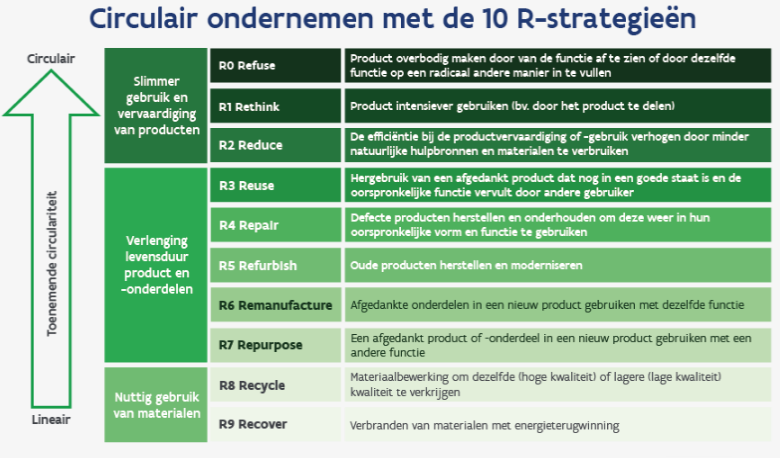 Circulair ondernemen met de 10 R-strategieën
Circulair
Toenemende circulariteit
Lineair
Slimmer
gebruik en
vervaardiging
van producten
R0 Refuse
Product overbodig maken door van de functie af te zien of door dezelfde
functie op een radicaal andere manier in te vullen
R1 Rethink
Product intensiever gebruiken (bv. door het product te delen)
R2 Reduce
De efficiëntie bij de productvervaardiging of -gebruik verhogen door minder
natuurlijke hulpbronnen en materialen te verbruiken
Verlenging
levensduur
product en
-onderdelen
R3 Reuse
Hergebruik van een afgedankt product dat nog in een goede staat is en de
oorspronkelijke functie vervult door andere gebruiker
R4 Repair
Defecte producten herstellen en onderhouden om deze weer in hun
oorspronkelijke vorm en functie te gebruiken
R5 Refurbish
Oude producten herstellen en moderniseren
R6 Remanufacture
Afgedankte onderdelen in een nieuw product gebruiken met dezelfde functie
R7 Repurpose
Een afgedankt product of -onderdeel in een nieuw product gebruiken met een
andere functie
Nuttig gebruik
van materialen
R8 Recycle
Materiaalbewerking om dezelfde (hoge kwaliteit) of lagere (lage kwaliteit)
kwaliteit te verkrijgen
R9 Recover
Verbranden van materialen met energieterugwinning